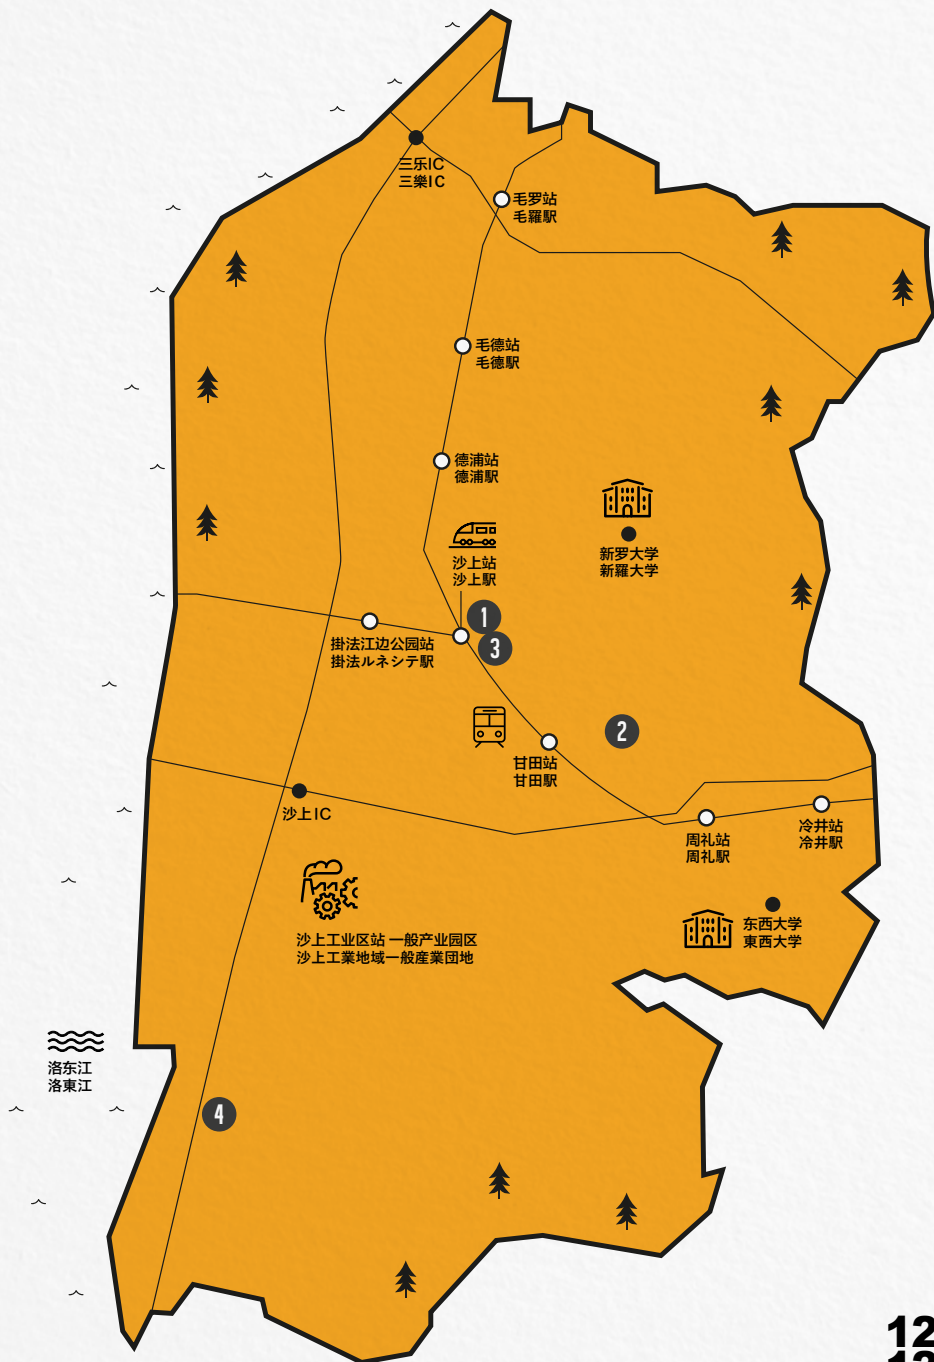 三乐IC
三樂IC
毛罗站
毛羅駅
毛德站
毛德駅
德浦站
德浦駅
沙上站
沙上駅
新罗大学
新羅大学
1
3
掛法江边公园站
掛法ルネシテ駅
2
甘田站
甘田駅
沙上IC
周礼站
周礼駅
冷井站
冷井駅
沙上工业区站 一般产业园区
沙上工業地域一般産業団地
东西大学
東西大学
洛东江
洛東江
4
12